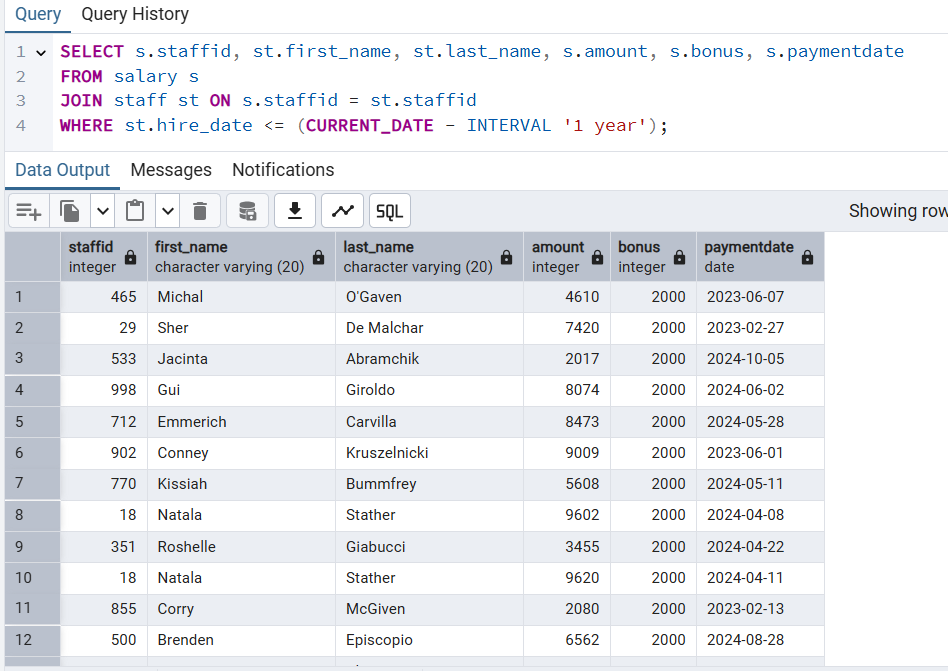 Query Query History
1 SELECT s.staffid, st.first_name, st.last_name, s.amount, s.bonus, s.paymentdate
2 FROM salary s
3 JOIN staff st ON s.staffid = st.staffid
4 WHERE st.hire_date <= (CURRENT_DATE - INTERVAL '1 year');
Data Output Messages Notifications
SQL Showing row
staffid first_name last_name amount bonus paymentdate
integer character varying (20) character varying (20) integer integer date
1 465 Michal O'Gaven 4610 2000 2023-06-07
2 29 Sher De Malchar 7420 2000 2023-02-27
3 533 Jacinta Abramchik 2017 2000 2024-10-05
4 998 Gui Giroldo 8074 2000 2024-06-02
5 712 Emmerich Carvilla 8473 2000 2024-05-28
6 902 Conney Kruszelnicki 9009 2000 2023-06-01
7 770 Kissiah Bummfrey 5608 2000 2024-05-11
8 18 Natala Stather 9602 2000 2024-04-08
9 351 Roshelle Giabucci 3455 2000 2024-04-22
10 18 Natala Stather 9620 2000 2024-04-11
11 855 Corry McGiven 2080 2000 2023-02-13
12 500 Brenden Episcopio 6562 2000 2024-08-28